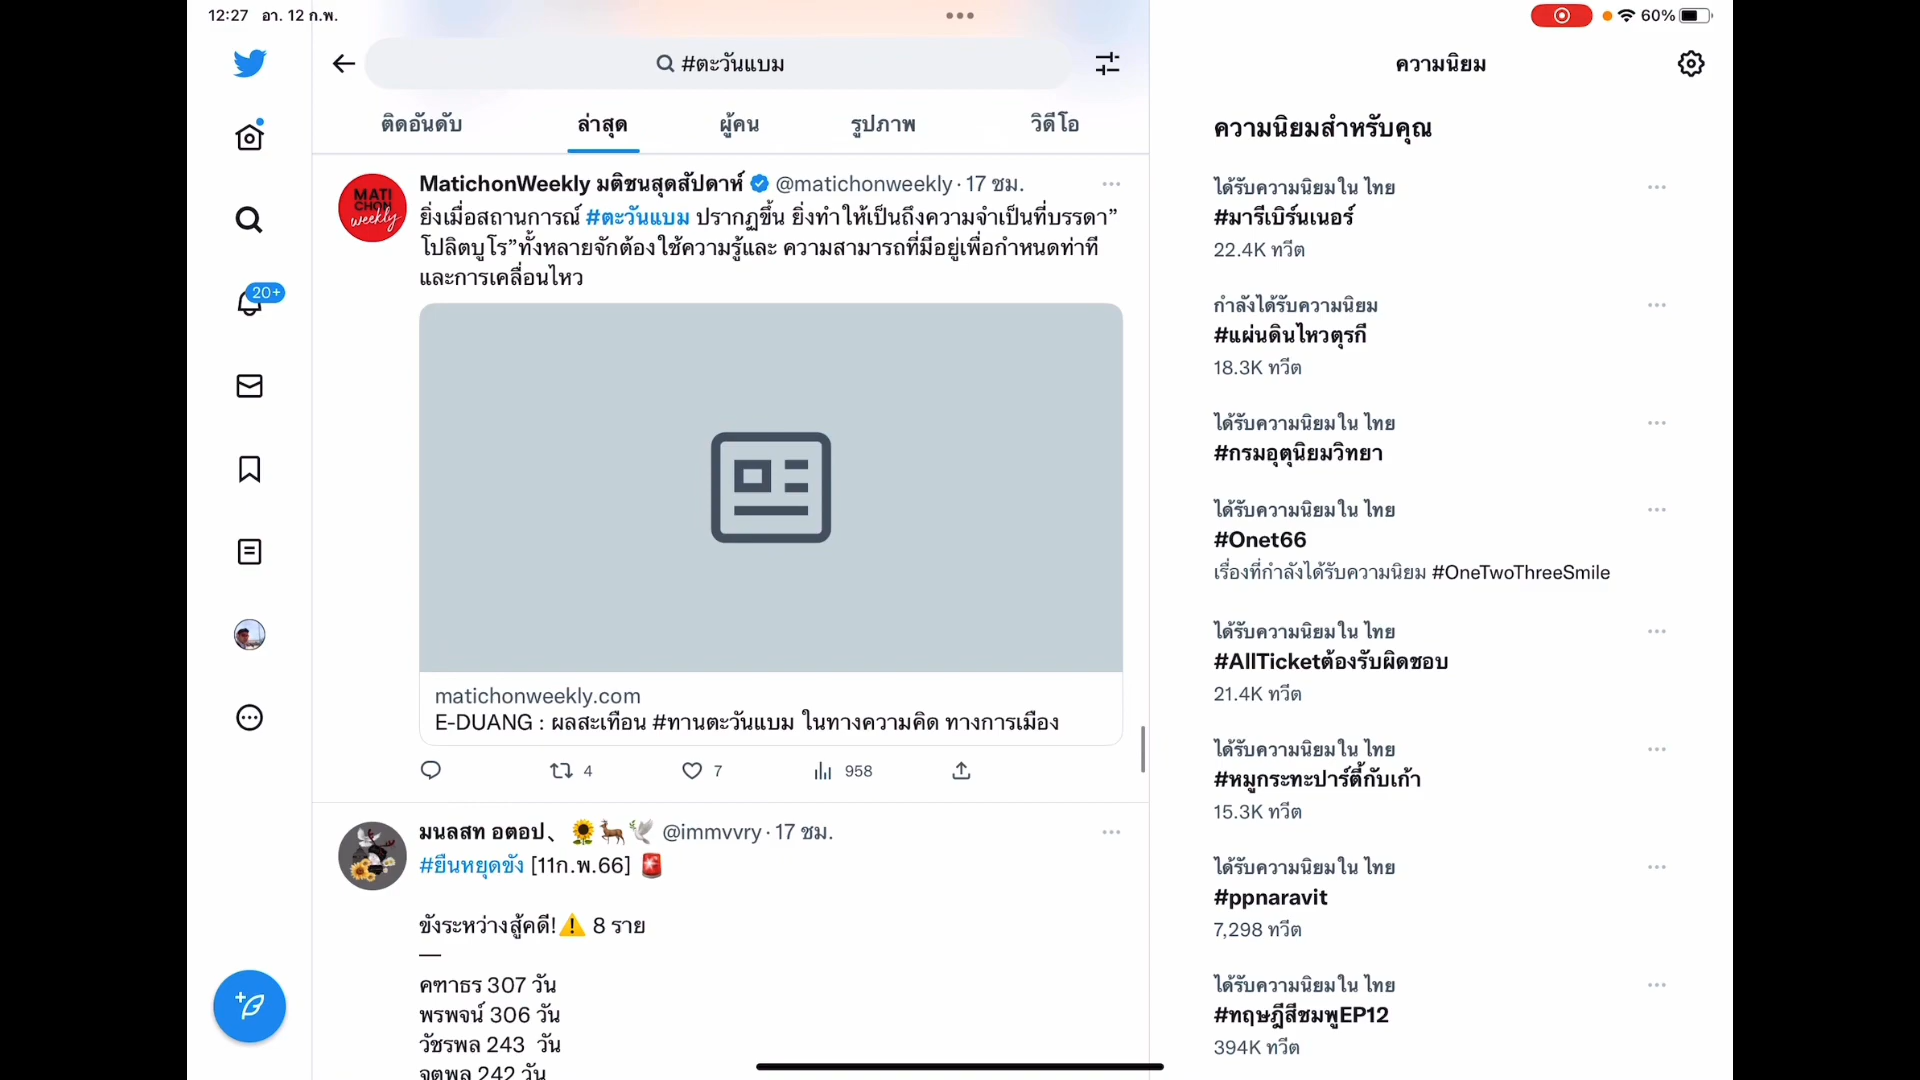 12:27 อา. 12 ก.พ.
60%
#ตะวันแบม
ติดอันดับ
ล่าสุด
ผู้คน
รูปภาพ
วิดีโอ
20+
MATI
CHON
weekly
MatichonWeekly มติชนสุดสัปดาห์ @matichonweekly · 17 ชม.
ยิ่งเมื่อสถานการณ์ #ตะวันแบม ปรากฏขึ้น ยิ่งทำให้เป็นถึงความจำเป็นที่บรรดา”
โปลิตบูโร”ทั้งหลายจักต้องใช้ความรู้และ ความสามารถที่มีอยู่เพื่อกำหนดท่าที
และการเคลื่อนไหว
matichonweekly.com
E-DUANG : ผลสะเทือน #ทานตะวันแบม ในทางความคิด ทางการเมือง
4
7
958
มนลสท อตอป、 🌻🦌🕊️ @immvvry · 17 ชม.
#ยืนหยุดขัง [11ก.พ.66] 🚨
ขังระหว่างสู้คดี!⚠️ 8 ราย
—
คฑาธร 307 วัน
พรพจน์ 306 วัน
วัชรพล 243 วัน
จตุพล 242 วัน
ความนิยม
ความนิยมสำหรับคุณ
ได้รับความนิยมใน ไทย
#มารีเบิร์นเนอร์
22.4K ทวีต
กำลังได้รับความนิยม
#แผ่นดินไหวตุรกี
18.3K ทวีต
ได้รับความนิยมใน ไทย
#กรมอุตุนิยมวิทยา
ได้รับความนิยมใน ไทย
#Onet66
เรื่องที่กำลังได้รับความนิยม #OneTwoThreeSmile
ได้รับความนิยมใน ไทย
#AllTicketต้องรับผิดชอบ
21.4K ทวีต
ได้รับความนิยมใน ไทย
#หมูกระทะปาร์ตี้กับเก้า
15.3K ทวีต
ได้รับความนิยมใน ไทย
#ppnaravit
7,298 ทวีต
ได้รับความนิยมใน ไทย
#ทฤษฎีสีชมพูEP12
394K ทวีต